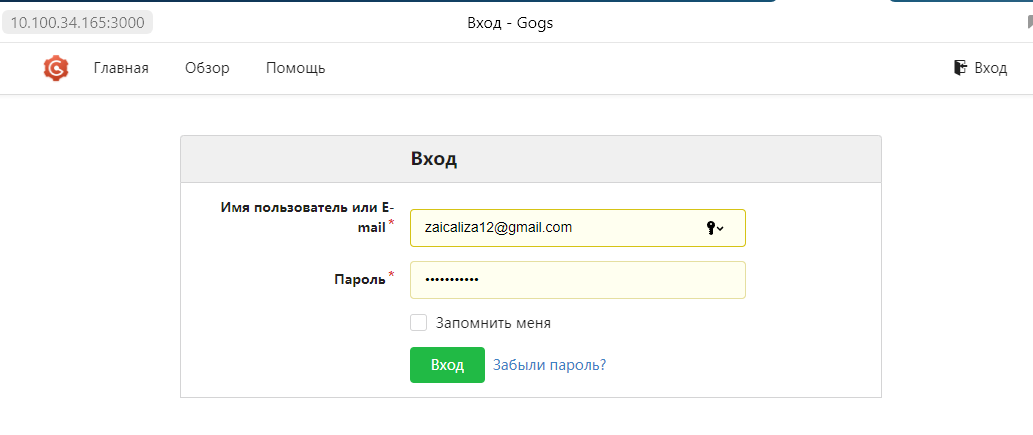 10.100.34.165:3000 Вход - Gogs
Главная Обзор Помощь Вход
Вход
Имя пользователь или E-
mail *
zaicaliza12@gmail.com
Пароль * •••••••••••
Запомнить меня
Вход Забыли пароль?